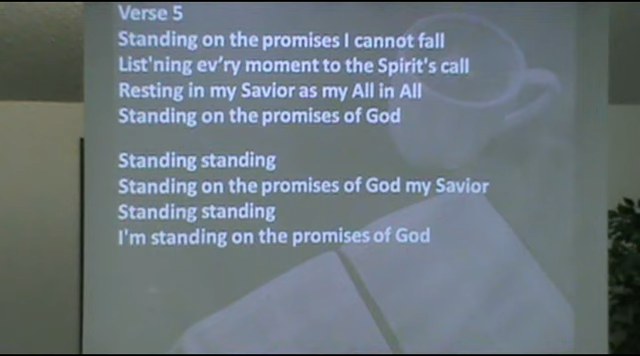 Verse 5
Standing on the promises I cannot fall
List'ning ev'ry moment to the Spirit's call
Resting in my Savior as my All in All
Standing on the promises of God
Standing standing
Standing on the promises of God my Savior
Standing standing
I'm standing on the promises of God